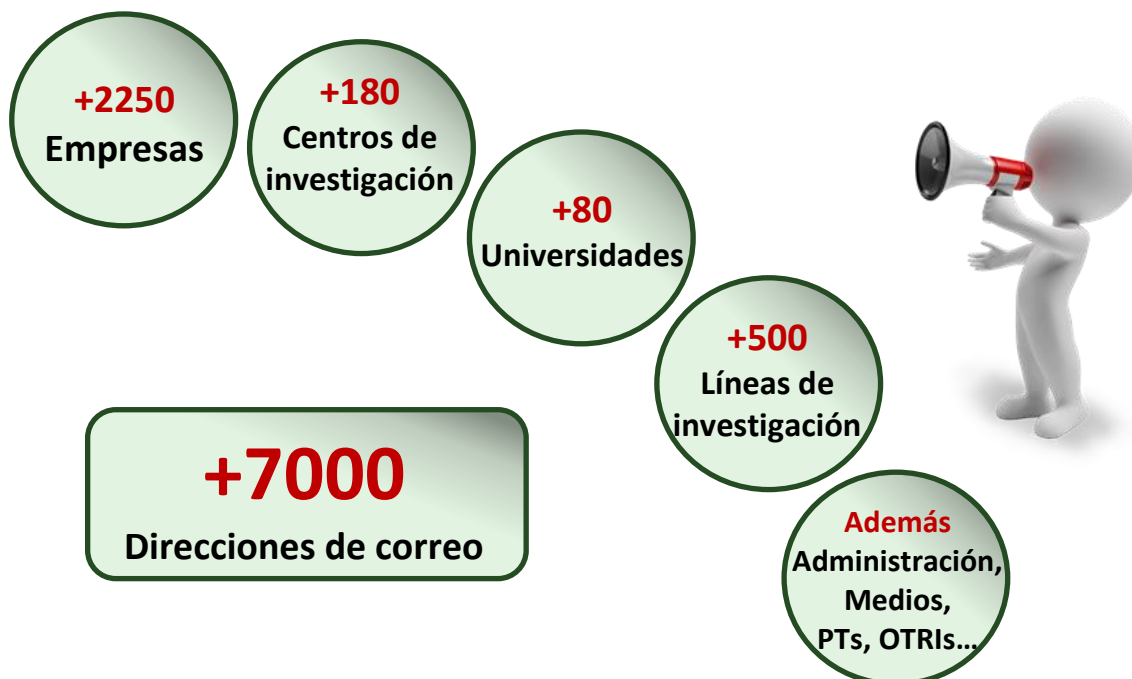 +2250
Empresas
+180
Centros de
investigación
+80
Universidades
+500
Líneas de
investigación
+7000
Direcciones de correo
Además
Administración,
Medios,
PTs, OTRIs...